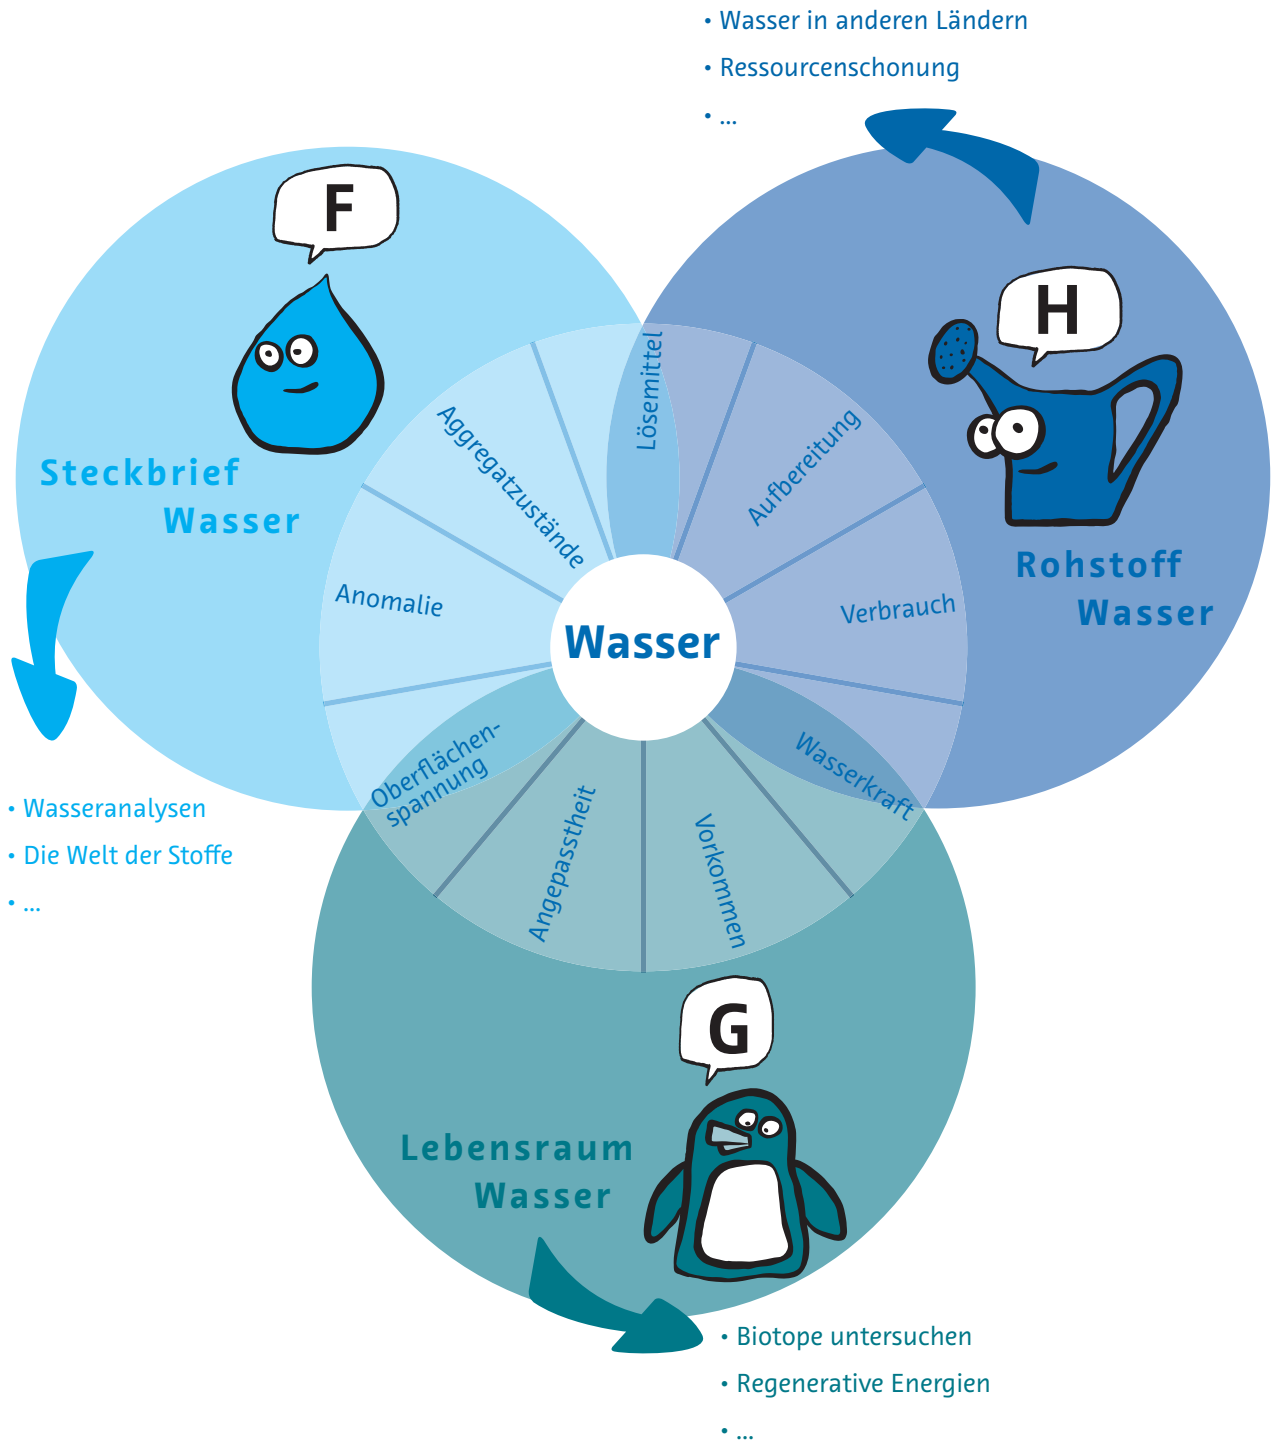 • Wasser in anderen Ländern
• Ressourcenschonung
• ...
F
H
Steckbrief
Wasser
Rohstoff
Wasser
Lösemittel
Aggregatzustände
Aufbereitung
Anomalie
Verbrauch
Wasser
Oberflächen-
spannung
Wasserkraft
Angepasstheit
Vorkommen
• Wasseranalysen
• Die Welt der Stoffe
• ...
G
Lebensraum
Wasser
• Biotope untersuchen
• Regenerative Energien
• ...